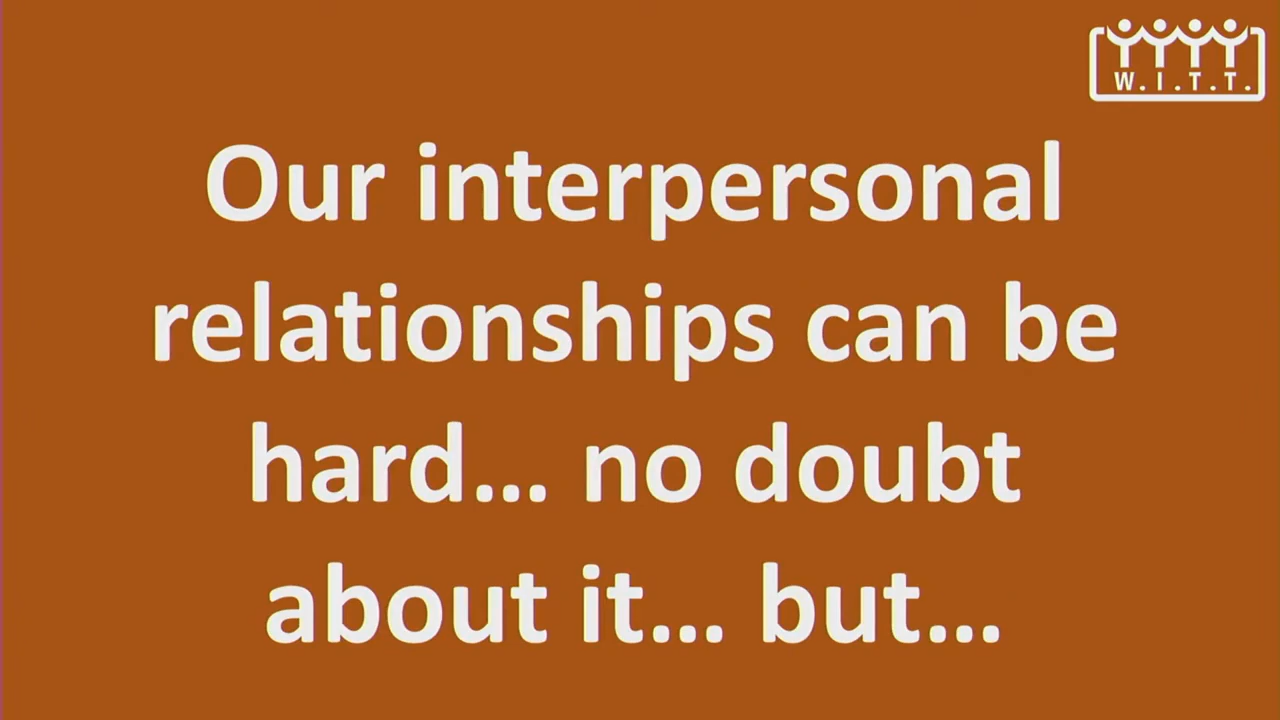 W.I.T.T.
Our interpersonal
relationships can be
hard... no doubt
about it... but...